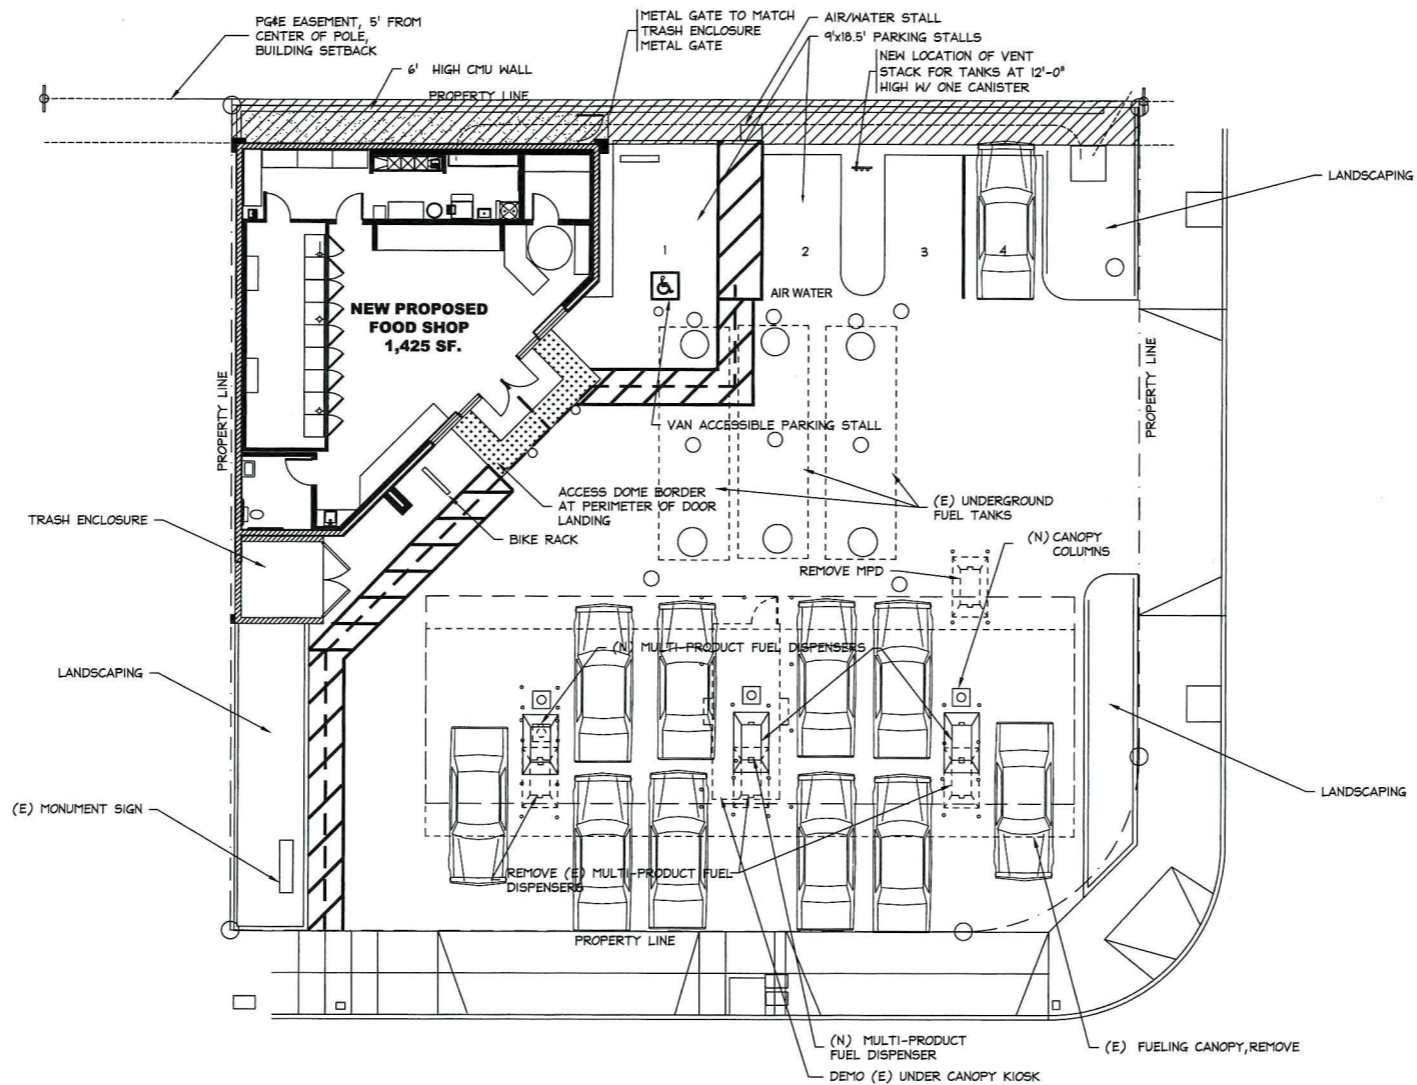 PG&E EASEMENT, 5' FROM
CENTER OF POLE,
BUILDING SETBACK
METAL GATE TO MATCH
TRASH ENCLOSURE
METAL GATE
AIR/WATER STALL
9'x18.5' PARKING STALLS
NEW LOCATION OF VENT
STACK FOR TANKS AT 12'-0"
HIGH W/ ONE CANISTER
6' HIGH CMU WALL
PROPERTY LINE
LANDSCAPING
1
2
3
4
AIR WATER
NEW PROPOSED
FOOD SHOP
1,425 SF.
PROPERTY LINE
PROPERTY LINE
VAN ACCESSIBLE PARKING STALL
ACCESS DOME BORDER
AT PERIMETER OF DOOR
LANDING
(E) UNDERGROUND
FUEL TANKS
TRASH ENCLOSURE
BIKE RACK
(N) CANOPY
COLUMNS
REMOVE MPD
(N) MULTI-PRODUCT FUEL DISPENSERS
LANDSCAPING
LANDSCAPING
(E) MONUMENT SIGN
REMOVE (E) MULTI-PRODUCT FUEL
DISPENSERS
PROPERTY LINE
(N) MULTI-PRODUCT
FUEL DISPENSER
(E) FUELING CANOPY,REMOVE
DEMO (E) UNDER CANOPY KIOSK